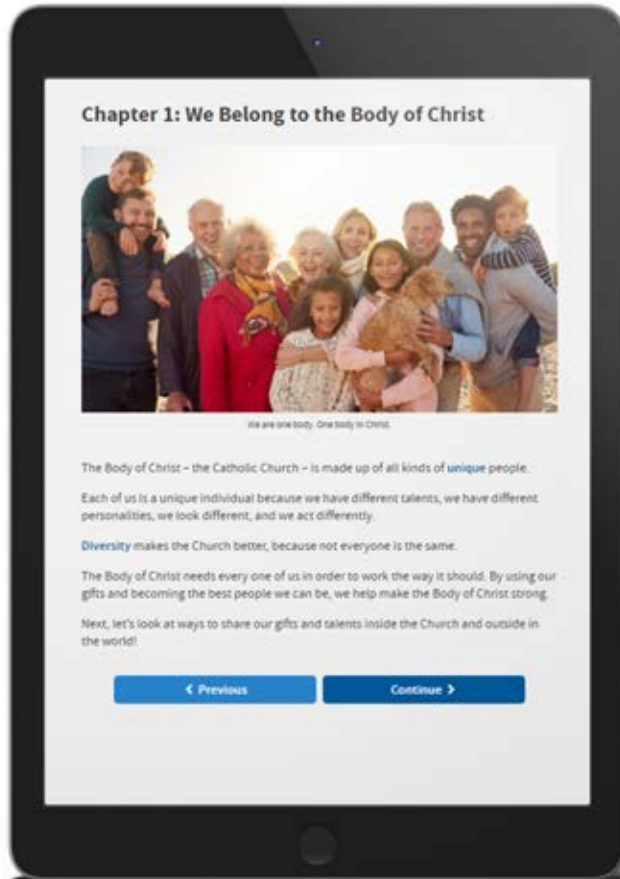 Chapter 1: We Belong to the Body of Christ
We are one body. One body in Christ.
The Body of Christ – the Catholic Church – is made up of all kinds of unique people.
Each of us is a unique individual because we have different talents, we have different
personalities, we look different, and we act differently.
Diversity makes the Church better, because not everyone is the same.
The Body of Christ needs every one of us in order to work the way it should. By using our
gifts and becoming the best people we can be, we help make the Body of Christ strong.
Next, let's look at ways to share our gifts and talents inside the Church and outside in
the world!
Previous
Continue